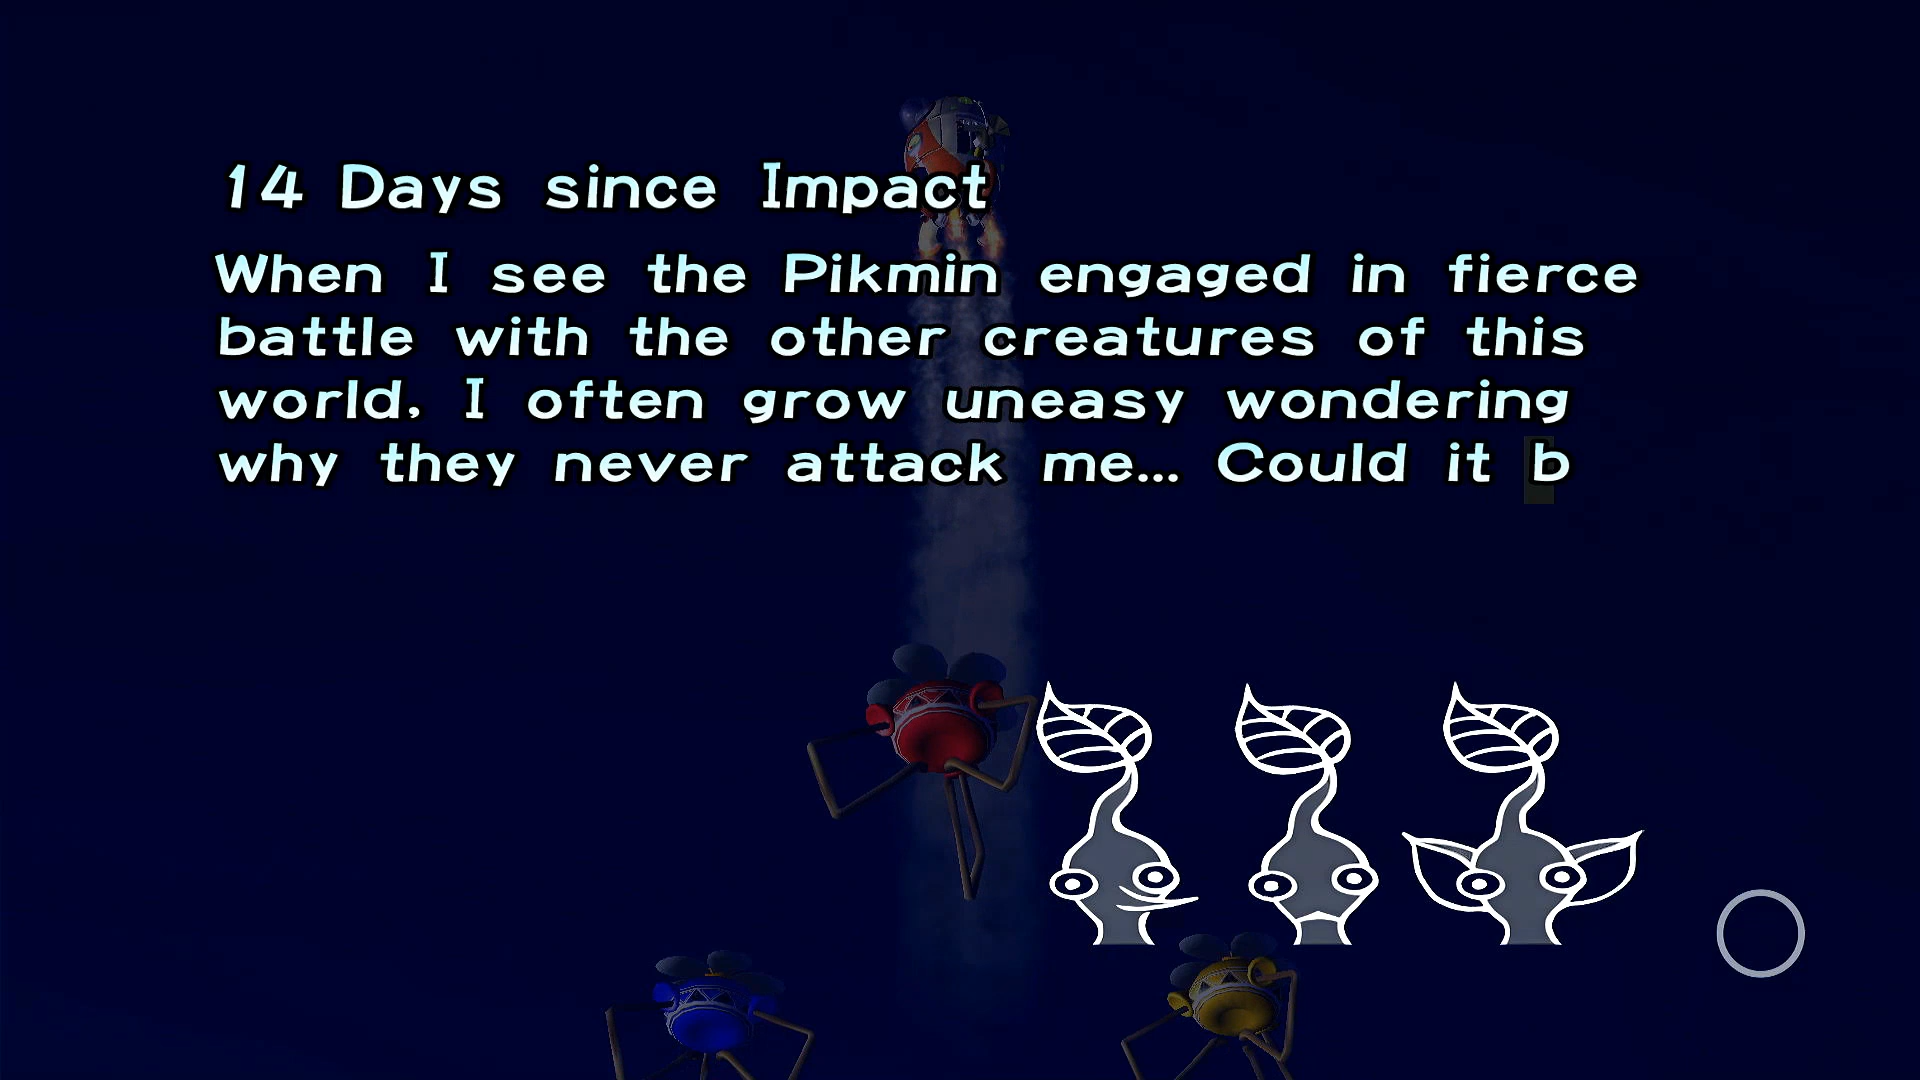 14 Days since Impact
When I see the Pikmin engaged in fierce
battle with the other creatures of this
world, I often grow uneasy wondering
why they never attack me... Could it b